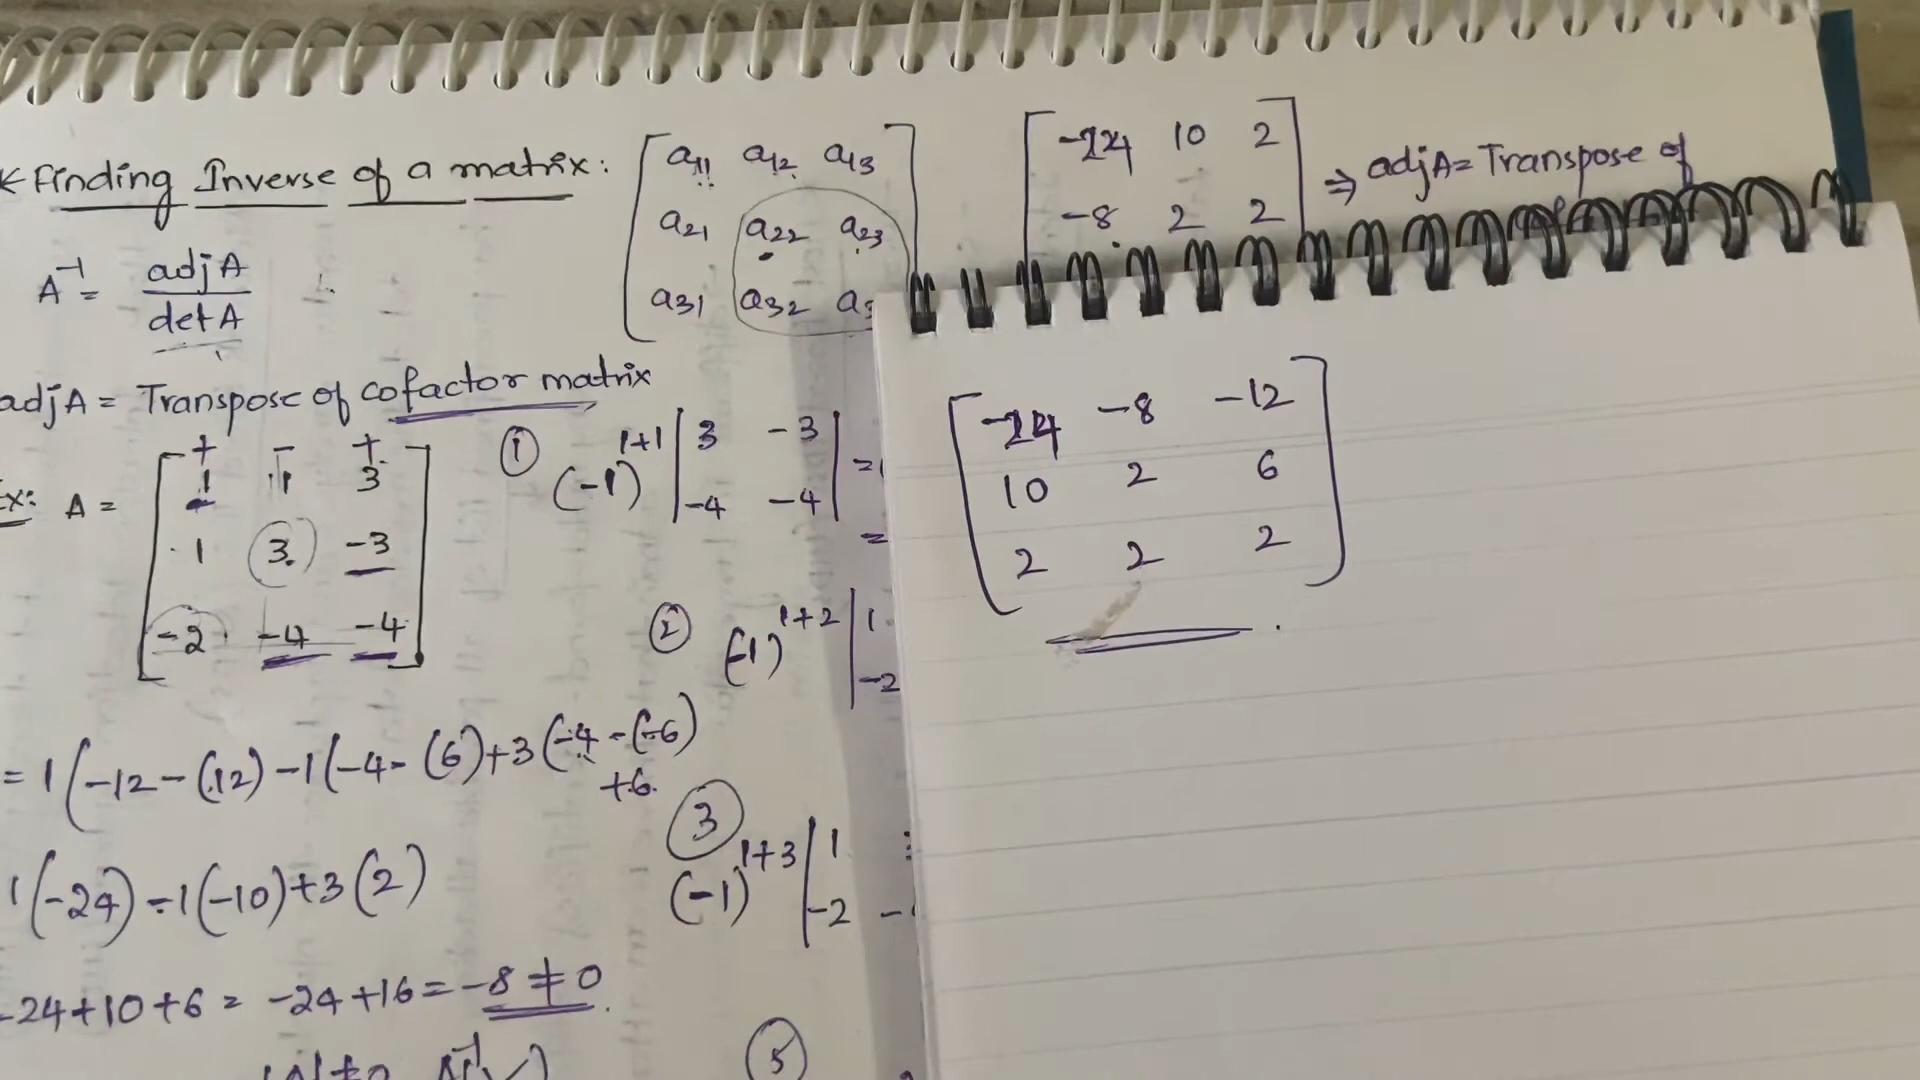 Finding Inverse of a matrix:
A⁻¹ = adjA / detA
a11 a12 a13
a21 a22 a23
a31 a32
-24 10 2
-8 2 2
⇒ adjA = Transpose of
adjA = Transpose of cofactor matrix
+ - +
Ex: A =
1 1 3
1 3 -3
-2 -4 -4
= 1(-12-(12)-1(-4-(6)+3(-4-(-6)
+6
1(-24)-1(-10)+3(2)
-24+10+6 = -24+16 = -8 ≠ 0
① (-1)^1+1 | 3 -3
-4 -4 | =
=
② (-1)^1+2 | 1
-2
③ (-1)^1+3 | 1
-2 -
⑤
-24 -8 -12
10 2 6
2 2 2